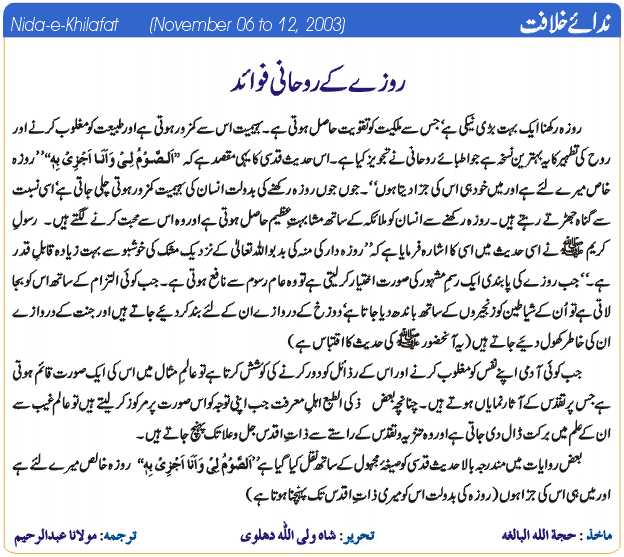 ندائے خلافت
Nida-e-Khilafat (November 06 to 12, 2003)
روزے کے روحانی فوائد
روزہ رکھنا ایک بہت بڑی نیکی ہے‘ جس سے ملکیت کو تقویت حاصل ہوتی ہے۔ بہیمیت اس سے کمزور ہوتی ہے اور طبیعت کو مغلوب کرنے اور
روح کی تطہیر کا یہ بہترین نسخہ ہے جو اطبائے روحانی نے تجویز کیا ہے۔ اس حدیث قدسی کا یہی مقصد ہے کہ ”اَلصَّوْمُ لِیْ وَاَنَا اَجْزِیْ بِہٖ“ ”روزہ
خاص میرے لئے ہے اور میں خود ہی اس کی جزا دیتا ہوں“۔ جوں جوں روزہ رکھنے کی بدولت انسان کی بہیمیت کمزور ہوتی چلی جاتی ہے‘ اسی نسبت
سے گناہ جھڑتے رہتے ہیں۔ روزہ رکھنے سے انسان کو ملائکہ کے ساتھ مشابہت عظیم حاصل ہوتی ہے اور وہ اس سے محبت کرنے لگتے ہیں۔ رسول
کریم ﷺ نے اسی حدیث میں اسی کا اشارہ فرمایا ہے کہ ”روزہ دار کی منہ کی بدبو اللہ تعالیٰ کے نزدیک مشک کی خوشبو سے بہت زیادہ قابل قدر
ہے۔“ جب روزے کی پابندی ایک رسم مشہور کی صورت اختیار کر لیتی ہے تو وہ عام رسوم سے نافع ہوتی ہے۔ جب کوئی التزام کے ساتھ اس کو بجا
لاتی ہے تو اُن کے شیاطین کو زنجیروں کے ساتھ باندھ دیا جاتا ہے‘ دوزخ کے دروازے ان کے لئے بند کر دیئے جاتے ہیں اور جنت کے دروازے
ان کی خاطر کھول دیئے جاتے ہیں (یہ آنحضور ﷺ کی حدیث کا اقتباس ہے)
جب کوئی آدمی اپنے نفس کو مغلوب کرنے اور اس کے رذائل کو دور کرنے کی کوشش کرتا ہے تو عالم مثال میں اس کی ایک صورت قائم ہوتی
ہے جس پر تقدس کے آثار نمایاں ہوتے ہیں۔ چنانچہ بعض ذکی الطبع اہل معرفت جب اپنی توجہ کو اس صورت پر مرکوز کر لیتے ہیں تو عالم غیب سے
ان کے علم میں برکت ڈال دی جاتی ہے اور وہ تنزیہ و تقدس کے راستے سے ذات اقدس جل و علا تک پہنچ جاتے ہیں۔
بعض روایات میں مندرجہ بالا حدیث قدسی کو صیغہ مجہول کے ساتھ نقل کیا گیا ہے ”اَلصَّوْمُ لِیْ وَاَنَا اُجْزٰی بِہٖ“ روزہ خالص میرے لئے ہے
اور میں ہی اس کی جزا ہوں (روزہ کی بدولت اس کو میری ذات اقدس تک پہنچنا ہوتا ہے)
ماخذ : حجة الله البالغه تحریر: شاہ ولی اللّٰہ دھلوی ترجمہ: مولانا عبدالرحیم